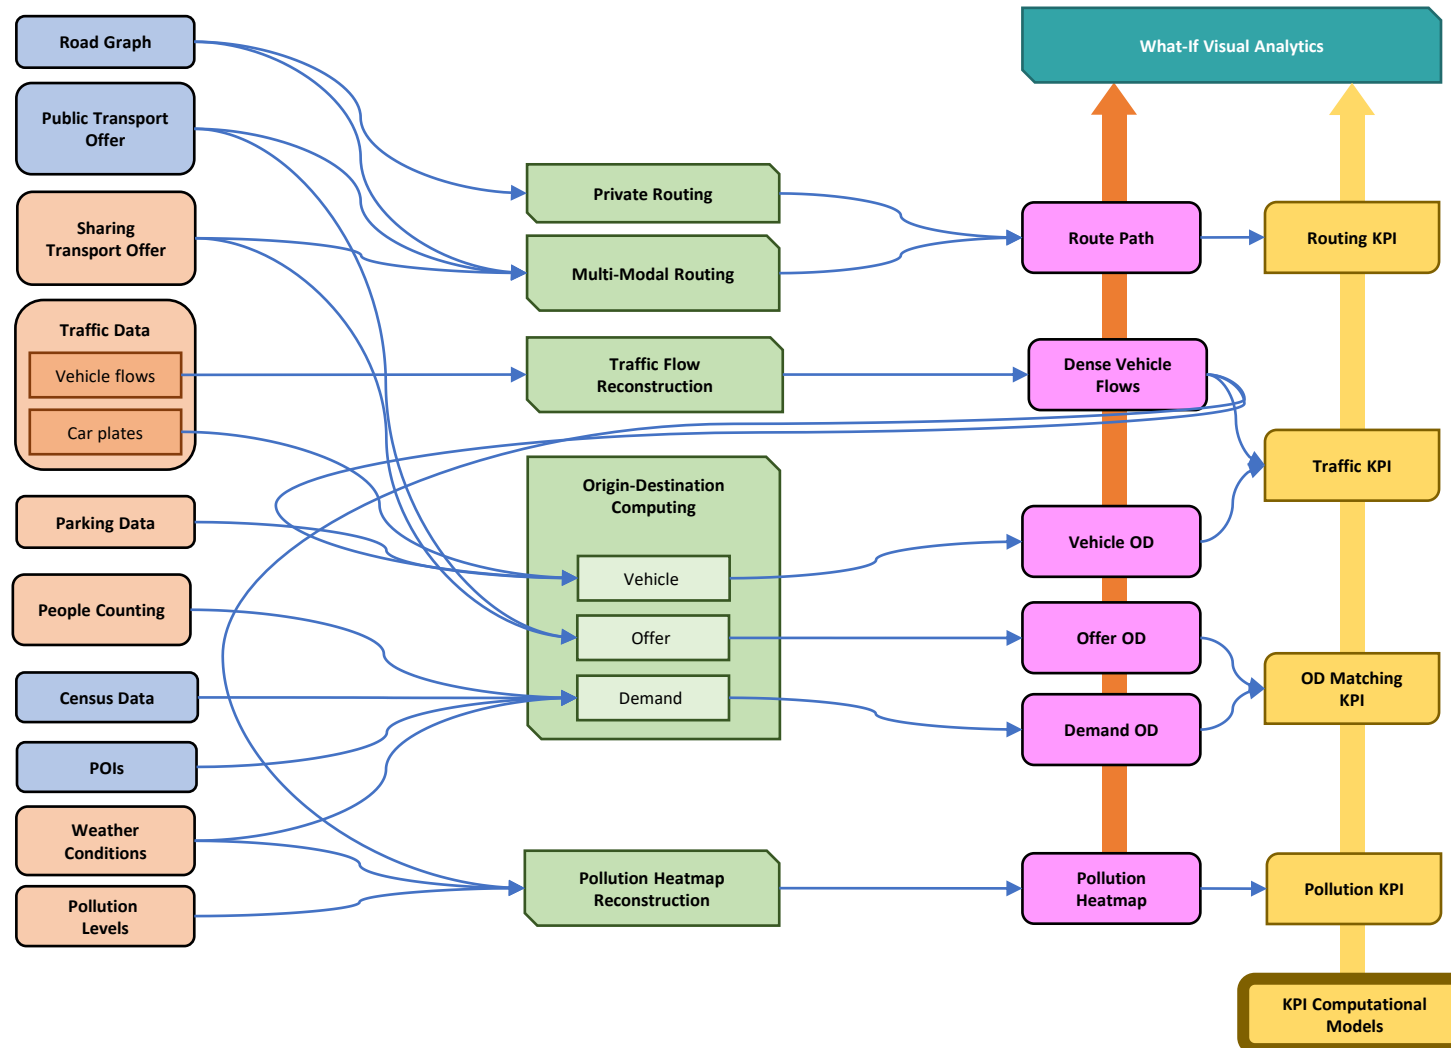 Road Graph
Public Transport
Offer
Sharing
Transport Offer
Traffic Data
Vehicle flows
Car plates
Parking Data
People Counting
Census Data
POIs
Weather
Conditions
Pollution
Levels
Private Routing
Multi-Modal Routing
Traffic Flow
Reconstruction
Origin-Destination
Computing
Vehicle
Offer
Demand
Pollution Heatmap
Reconstruction
What-If Visual Analytics
Route Path
Dense Vehicle
Flows
Vehicle OD
Offer OD
Demand OD
Pollution
Heatmap
Routing KPI
Traffic KPI
OD Matching
KPI
Pollution KPI
KPI Computational
Models